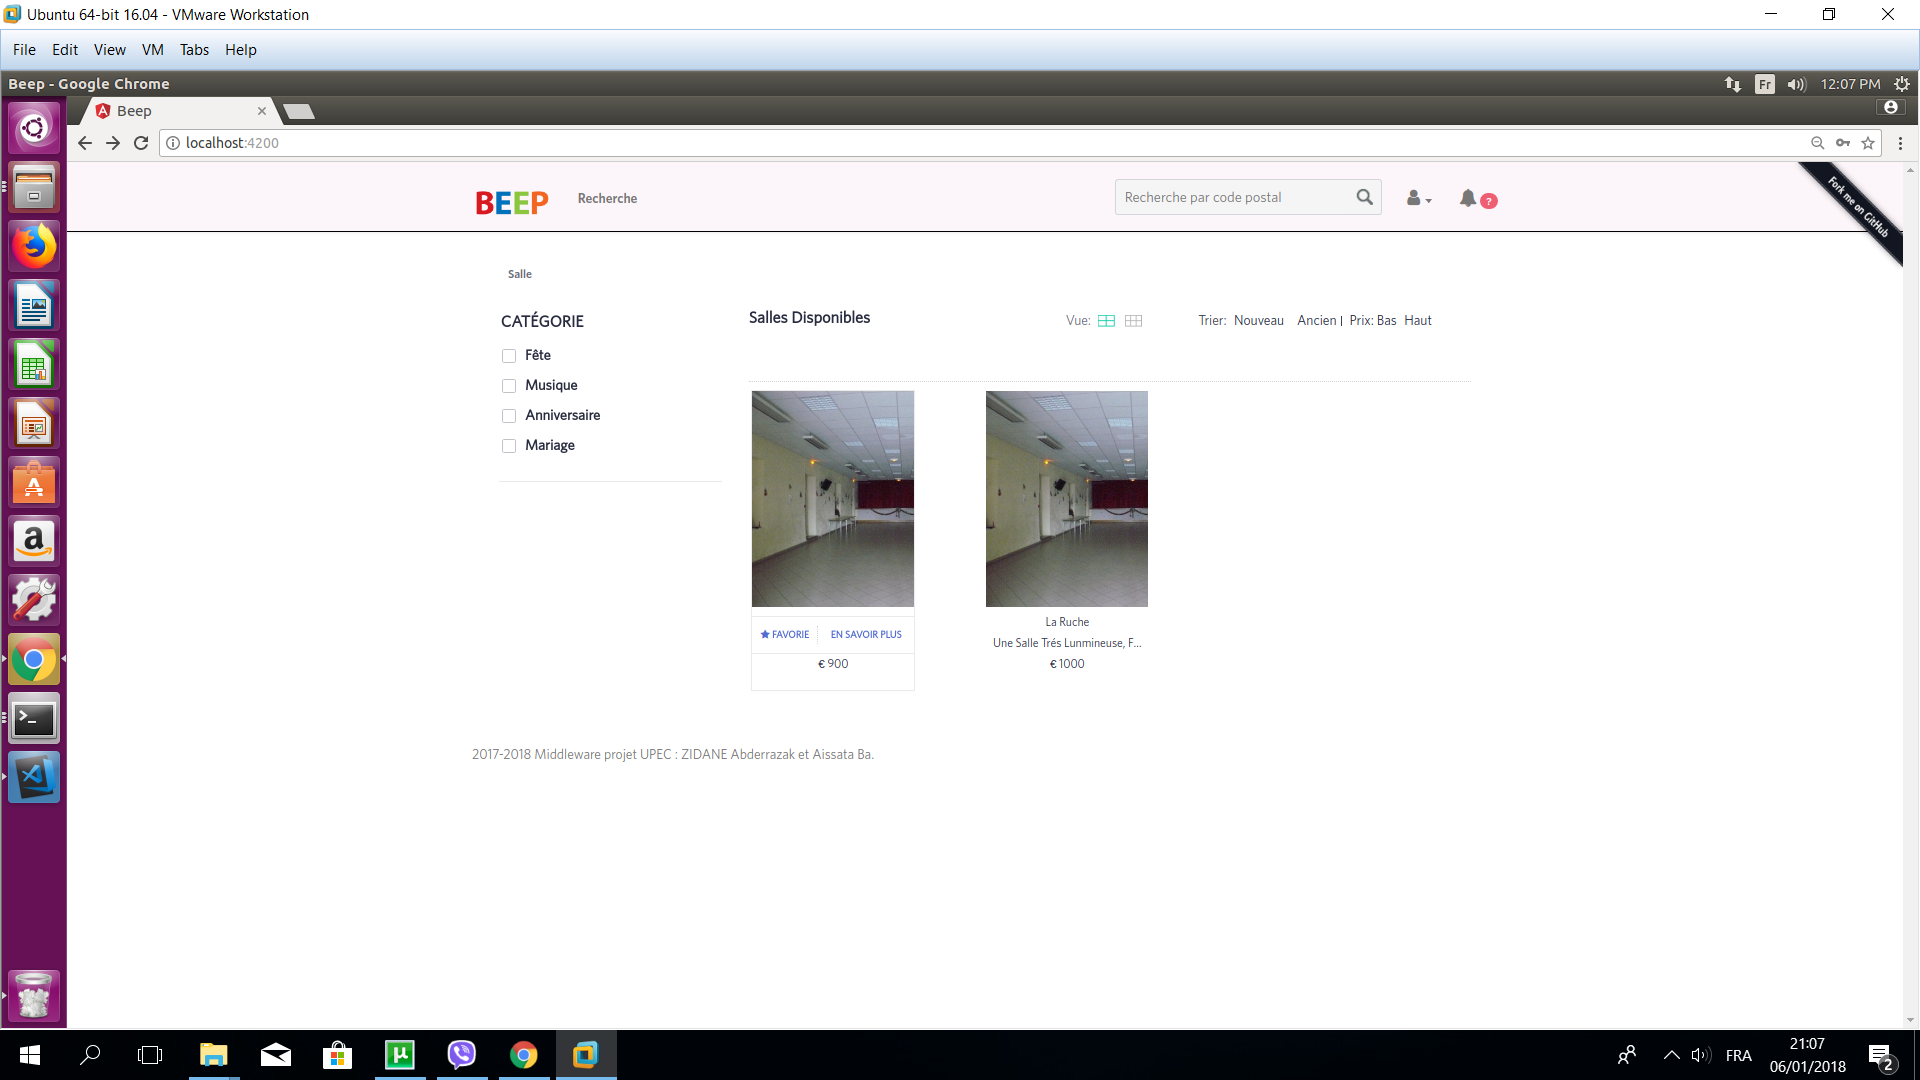 Ubuntu 64-bit 16.04 - VMware Workstation
File Edit View VM Tabs Help
Beep - Google Chrome
Fr 12:07 PM
Beep
localhost:4200
BEEP Recherche Recherche par code postal ?
Fork me on GitHub
Salle
CATÉGORIE
Fête
Musique
Anniversaire
Mariage
Salles Disponibles Vue: Trier: Nouveau Ancien | Prix: Bas Haut
FAVORIE EN SAVOIR PLUS
€ 900
La Ruche
Une Salle Trés Lunmineuse, F...
€ 1000
2017-2018 Middleware projet UPEC : ZIDANE Abderrazak et Aissata Ba.
FRA
21:07
06/01/2018
2